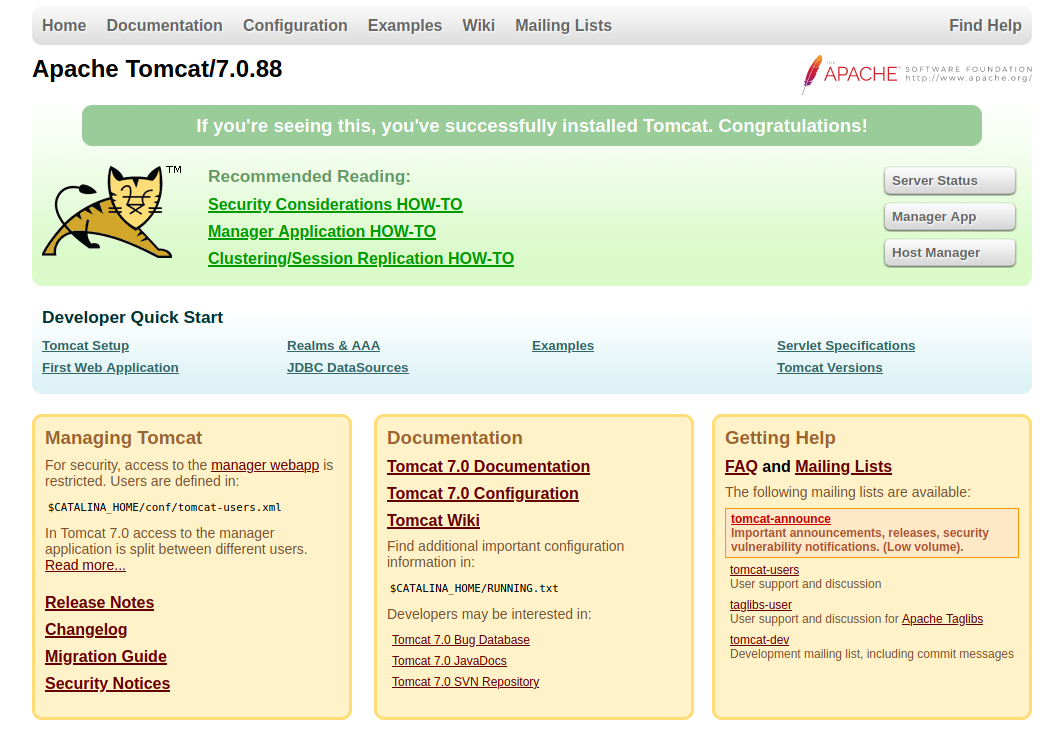 Home Documentation Configuration Examples Wiki Mailing Lists Find Help
Apache Tomcat/7.0.88
THE APACHE SOFTWARE FOUNDATION
http://www.apache.org/
If you're seeing this, you've successfully installed Tomcat. Congratulations!
TM
Recommended Reading:
Security Considerations HOW-TO
Manager Application HOW-TO
Clustering/Session Replication HOW-TO
Server Status
Manager App
Host Manager
Developer Quick Start
Tomcat Setup
First Web Application
Realms & AAA
JDBC DataSources
Examples
Servlet Specifications
Tomcat Versions
Managing Tomcat
For security, access to the manager webapp is
restricted. Users are defined in:
$CATALINA_HOME/conf/tomcat-users.xml
In Tomcat 7.0 access to the manager
application is split between different users.
Read more...
Release Notes
Changelog
Migration Guide
Security Notices
Documentation
Tomcat 7.0 Documentation
Tomcat 7.0 Configuration
Tomcat Wiki
Find additional important configuration
information in:
$CATALINA_HOME/RUNNING.txt
Developers may be interested in:
Tomcat 7.0 Bug Database
Tomcat 7.0 JavaDocs
Tomcat 7.0 SVN Repository
Getting Help
FAQ and Mailing Lists
The following mailing lists are available:
tomcat-announce
Important announcements, releases, security
vulnerability notifications. (Low volume).
tomcat-users
User support and discussion
taglibs-user
User support and discussion for Apache Taglibs
tomcat-dev
Development mailing list, including commit messages